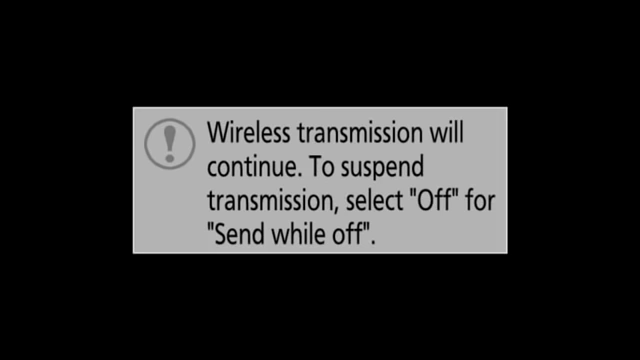 Wireless transmission will
continue. To suspend
transmission, select "Off" for
"Send while off".